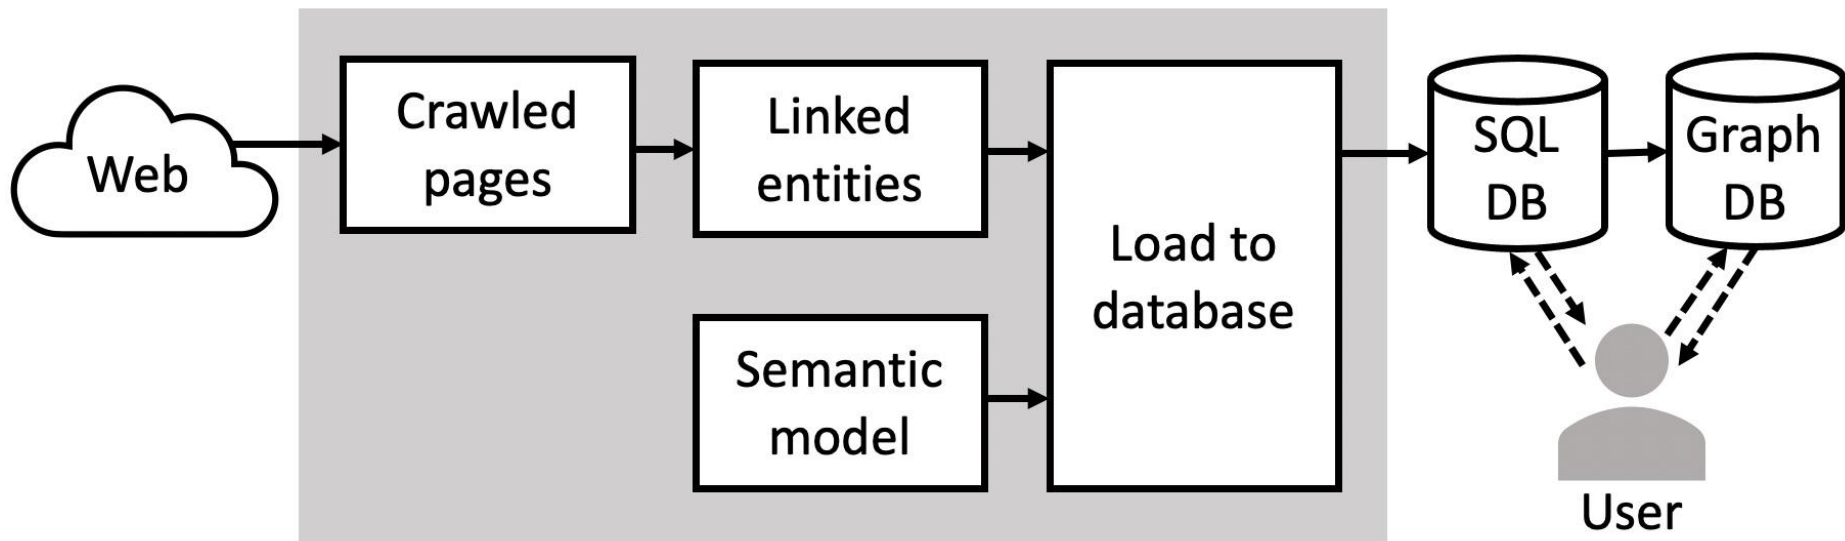 Web
Crawled
pages
Linked
entities
Semantic
model
Load to
database
SQL
DB
Graph
DB
User